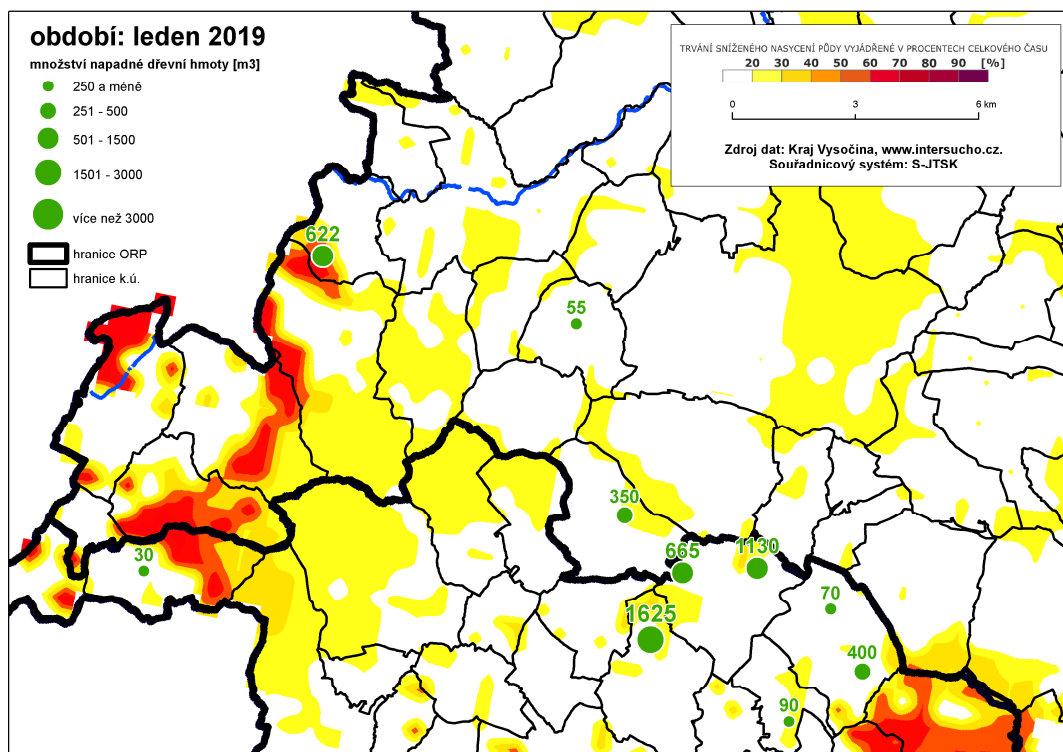 období: leden 2019
množství napadné dřevní hmoty [m3]
250 a méně
251 - 500
501 - 1500
1501 - 3000
více než 3000
hranicc ORP
hranice k.ú.
TRVÁNÍ SNÍŽENÉHO NASYCENÍ PŮDY VYJÁDŘENÉ V PROCENTECH CELKOVÉHO ČASU
20 30 40 50 60 70 80 90 [%]
0 3 6 km
Zdroj dat: Kraj Vysočina, www.intersucho.cz.
Souřadnicový systém: S-JTSK
622
55
350
665
1130
30
70
1625
400
90